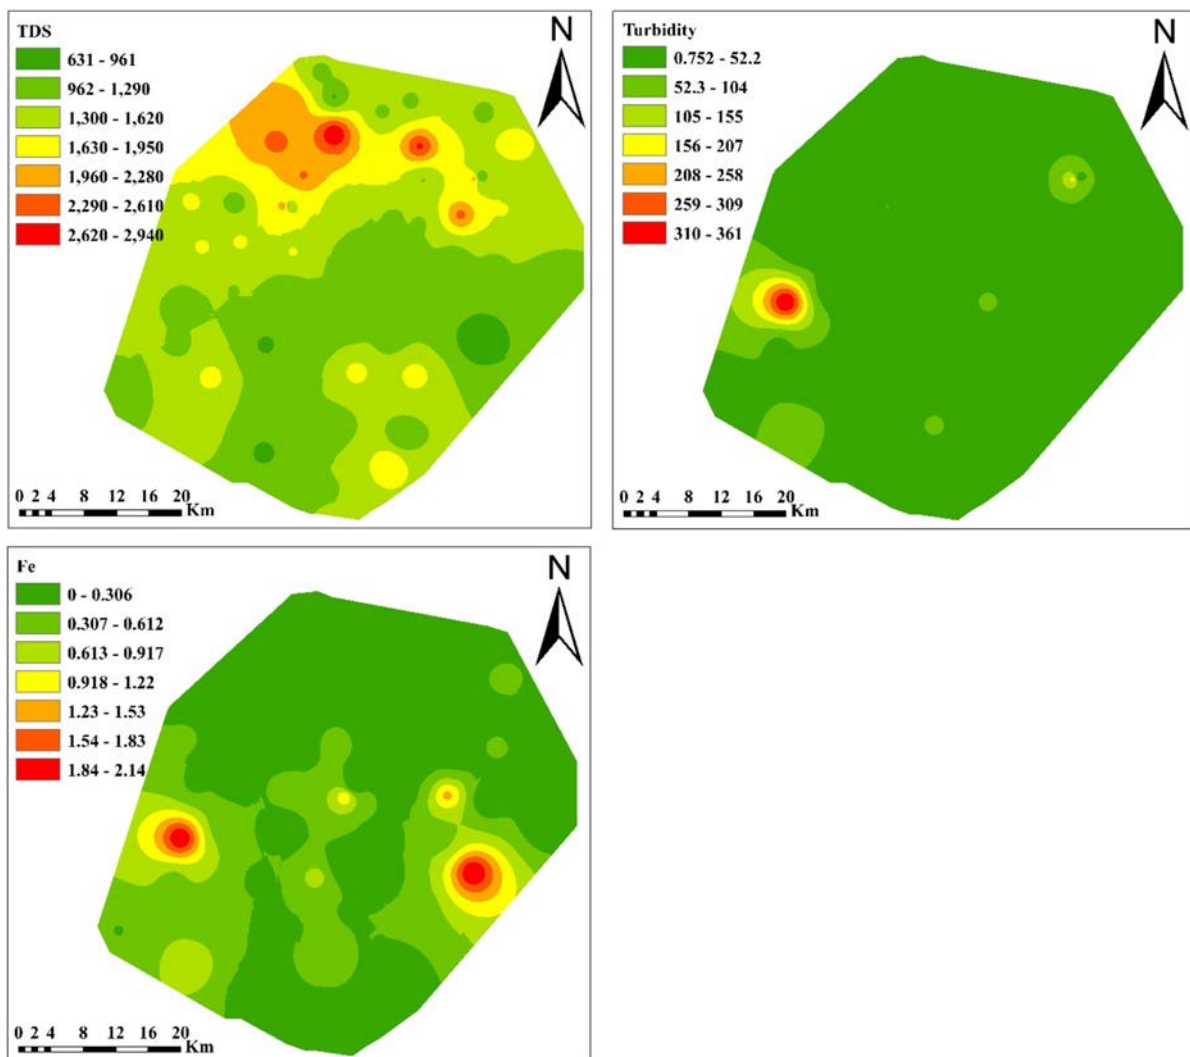 TDS
631 - 961
962 - 1,290
1,300 - 1,620
1,630 - 1,950
1,960 - 2,280
2,290 - 2,610
2,620 - 2,940
N
0 2 4 8 12 16 20
Km
Turbidity
0.752 - 52.2
52.3 - 104
105 - 155
156 - 207
208 - 258
259 - 309
310 - 361
N
0 2 4 8 12 16 20
Km
Fe
0 - 0.306
0.307 - 0.612
0.613 - 0.917
0.918 - 1.22
1.23 - 1.53
1.54 - 1.83
1.84 - 2.14
N
0 2 4 8 12 16 20
Km